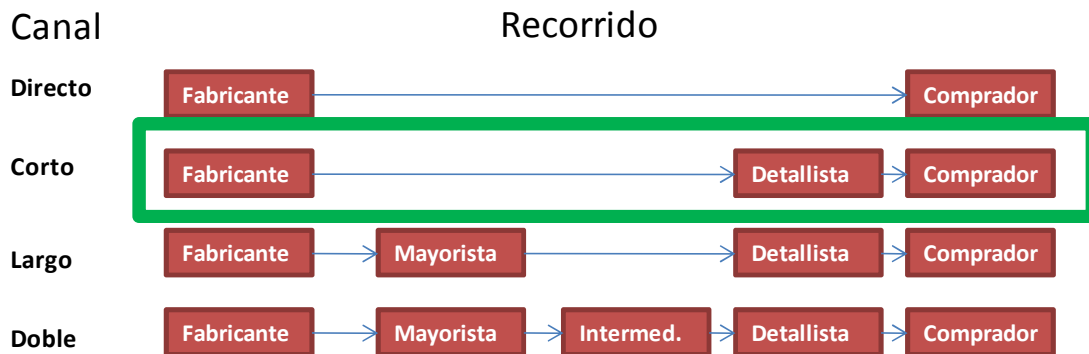 Canal Recorrido
Directo Fabricante Comprador
Corto Fabricante Detallista Comprador
Largo Fabricante Mayorista Detallista Comprador
Doble Fabricante Mayorista Intermed. Detallista Comprador